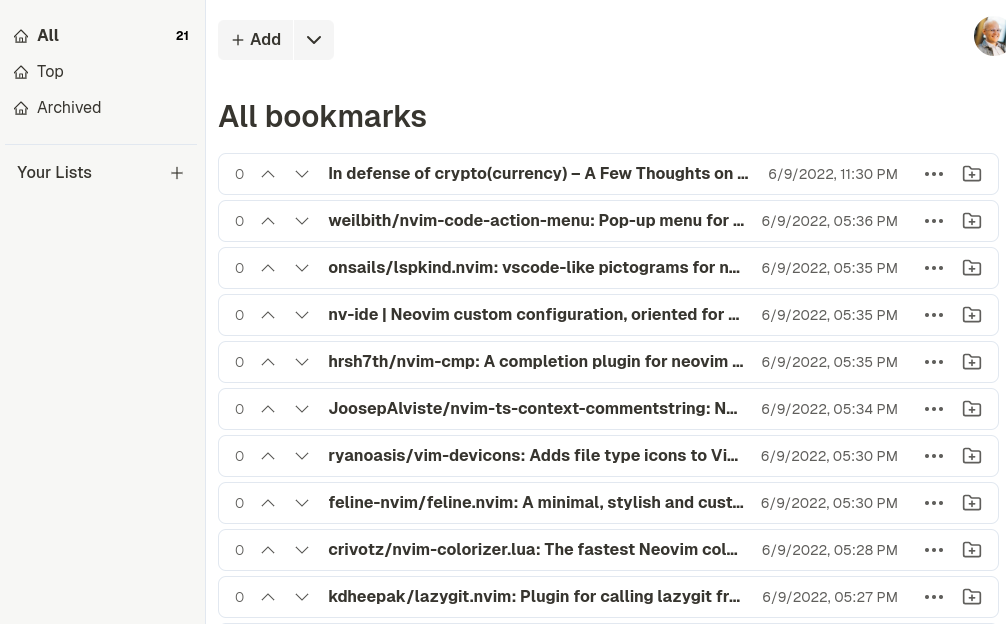 All 21
Top
Archived
Your Lists
Add
All bookmarks
0 In defense of crypto(currency) – A Few Thoughts on ... 6/9/2022, 11:30 PM
0 weilbith/nvim-code-action-menu: Pop-up menu for ... 6/9/2022, 05:36 PM
0 onsails/lspkind.nvim: vscode-like pictograms for n... 6/9/2022, 05:35 PM
0 nv-ide | Neovim custom configuration, oriented for ... 6/9/2022, 05:35 PM
0 hrsh7th/nvim-cmp: A completion plugin for neovim ... 6/9/2022, 05:35 PM
0 JoosepAlviste/nvim-ts-context-commentstring: N... 6/9/2022, 05:34 PM
0 ryanoasis/vim-devicons: Adds file type icons to Vi... 6/9/2022, 05:30 PM
0 feline-nvim/feline.nvim: A minimal, stylish and cust... 6/9/2022, 05:30 PM
0 crivotz/nvim-colorizer.lua: The fastest Neovim col... 6/9/2022, 05:28 PM
0 kdheepak/lazygit.nvim: Plugin for calling lazygit fr... 6/9/2022, 05:27 PM